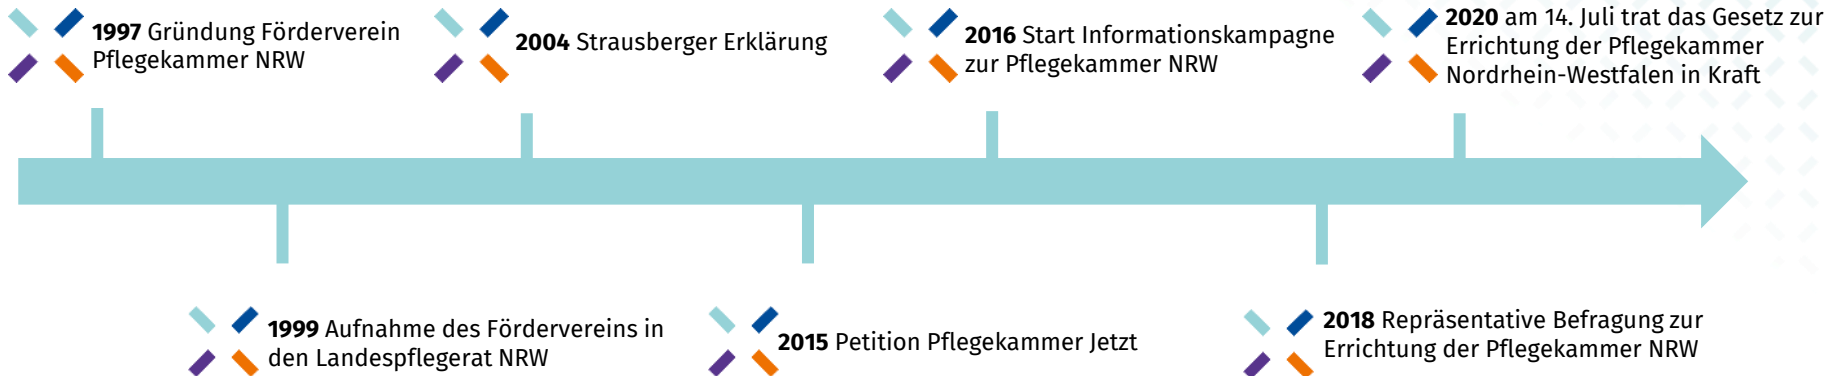 1997 Gründung Förderverein
Pflegekammer NRW
2004 Strausberger Erklärung
2016 Start Informationskampagne
zur Pflegekammer NRW
2020 am 14. Juli trat das Gesetz zur
Errichtung der Pflegekammer
Nordrhein-Westfalen in Kraft
1999 Aufnahme des Fördervereins in
den Landespflegerat NRW
2015 Petition Pflegekammer Jetzt
2018 Repräsentative Befragung zur
Errichtung der Pflegekammer NRW